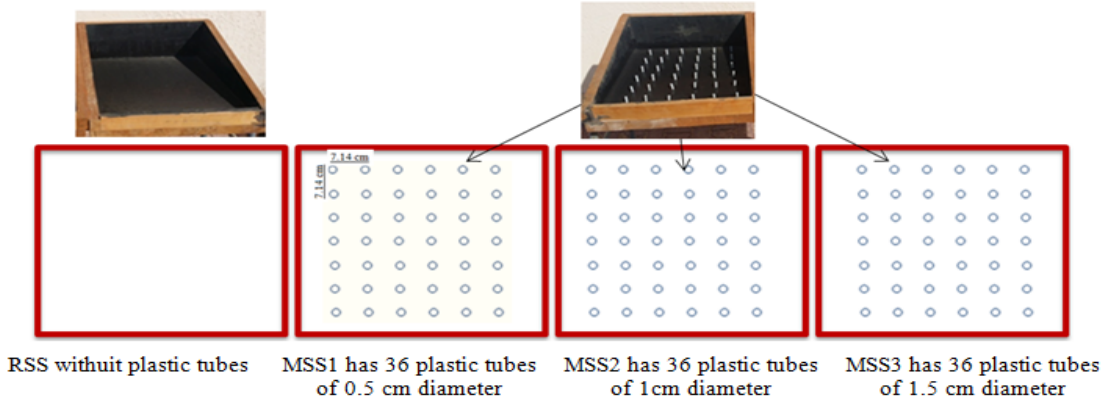 7.14 cm
7.14 cm
RSS withuit plastic tubes
MSS1 has 36 plastic tubes
of 0.5 cm diameter
MSS2 has 36 plastic tubes
of 1cm diameter
MSS3 has 36 plastic tubes
of 1.5 cm diameter